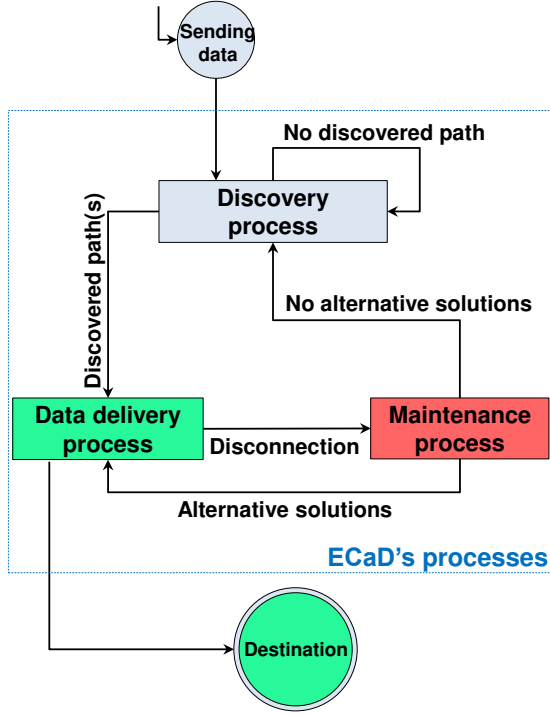 Sending
data
No discovered path
Discovery
process
Discovered path(s)
No alternative solutions
Data delivery
process
Disconnection
Maintenance
process
Alternative solutions
ECaD's processes
Destination